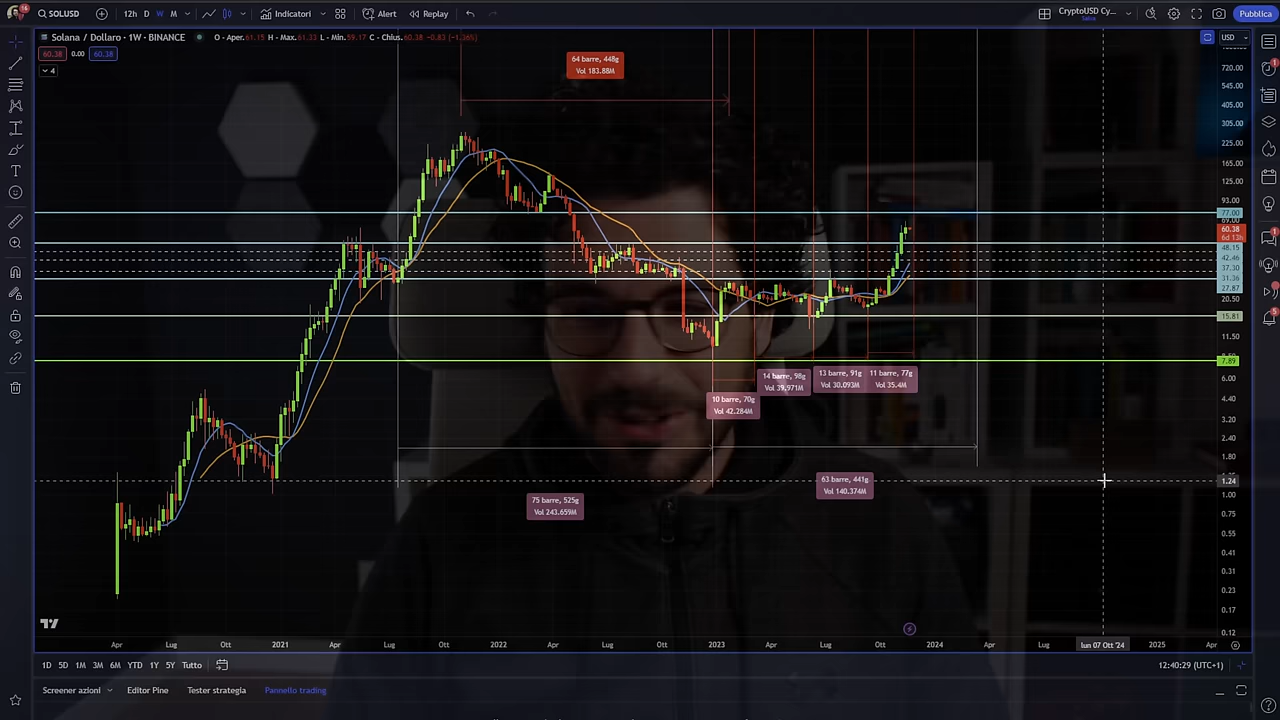 14
SOLUSD
12h D W M
Indicatori
Alert
Replay
CryptoUSD Cy...
Salva
Pubblica
Solana / Dollaro · 1W · BINANCE
O - Aper.61.15 H - Max.61.33 L - Min.59.17 C - Chius.60.38 −0.83 (−1.36%)
USD
60.38 0.00 60.38
4
64 barre, 448g
Vol 183.88M
720.00
545.00
405.00
305.00
225.00
165.00
125.00
93.00
77.00
69.00
60.38
6d 13h
48.15
42.46
37.30
31.36
27.87
20.50
15.81
11.50
7.89
6.00
4.40
3.20
2.40
1.80
1.24
1.00
0.75
0.55
0.41
0.31
0.23
0.17
0.12
14 barre, 98g
Vol 39.971M
13 barre, 91g
Vol 30.093M
11 barre, 77g
Vol 35.4M
10 barre, 70g
Vol 42.284M
63 barre, 441g
Vol 140.374M
75 barre, 525g
Vol 243.659M
Apr Lug Ott 2021 Apr Lug Ott 2022 Apr Lug Ott 2023 Apr Lug Ott 2024 Apr Lug lun 07 Ott '24 2025 Apr
1D 5D 1M 3M 6M YTD 1Y 5Y Tutto
12:40:29 (UTC+1)
Screener azioni
Editor Pine
Tester strategia
Pannello trading